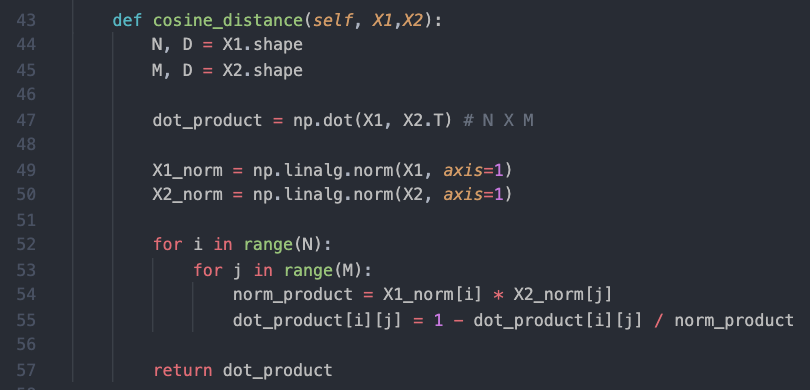 43 def cosine_distance(self, X1,X2):
44 N, D = X1.shape
45 M, D = X2.shape
46
47 dot_product = np.dot(X1, X2.T) # N X M
48
49 X1_norm = np.linalg.norm(X1, axis=1)
50 X2_norm = np.linalg.norm(X2, axis=1)
51
52 for i in range(N):
53 for j in range(M):
54 norm_product = X1_norm[i] * X2_norm[j]
55 dot_product[i][j] = 1 - dot_product[i][j] / norm_product
56
57 return dot_product